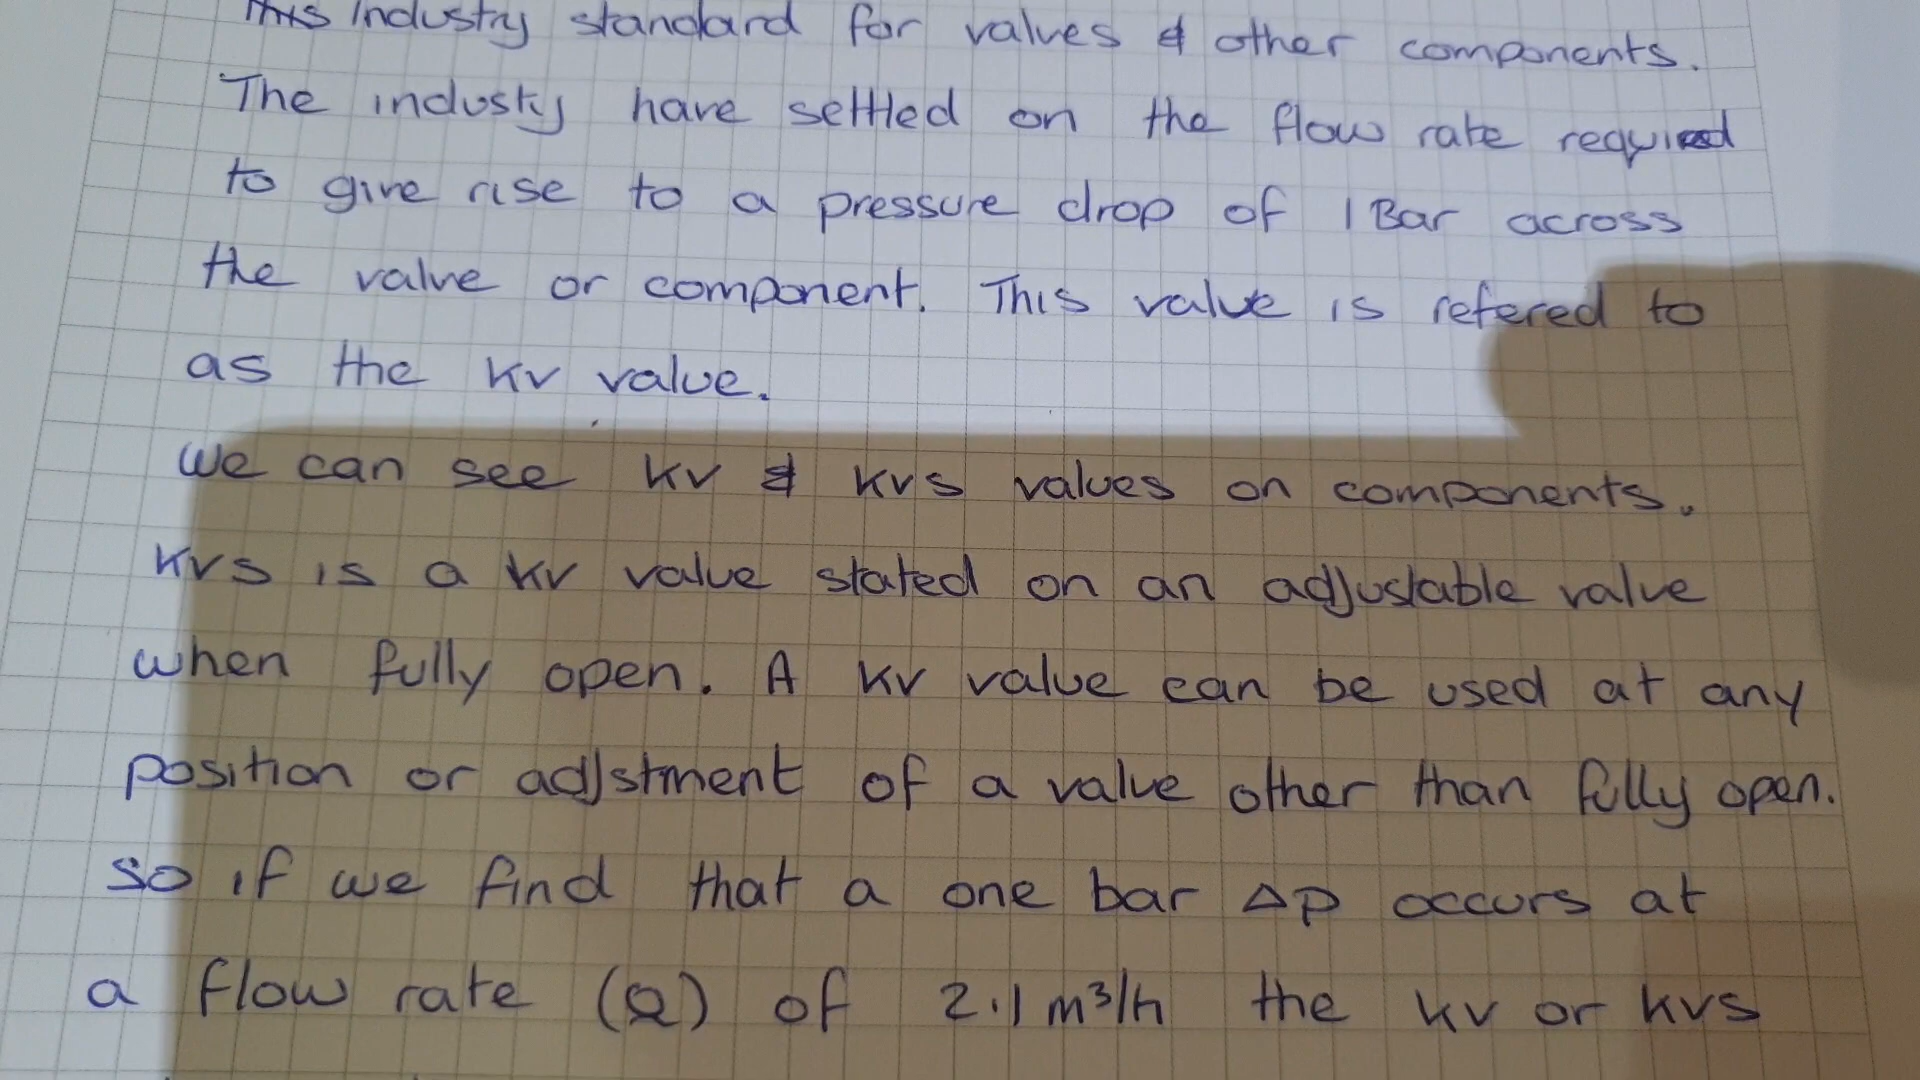 This Industry standard for valves & other components.
The industy have settled on the flow rate required
to give rise to a pressure drop of 1 Bar across
the valve or component. This value is refered to
as the kv value.
We can see kv & kvs values on components.
kvs is a kv value stated on an adjustable valve
when fully open. A kv value can be used at any
position or adjstment of a valve other than fully open.
so if we find that a one bar ΔP occurs at
a flow rate (Q) of 2.1 m³/h the kv or kvs